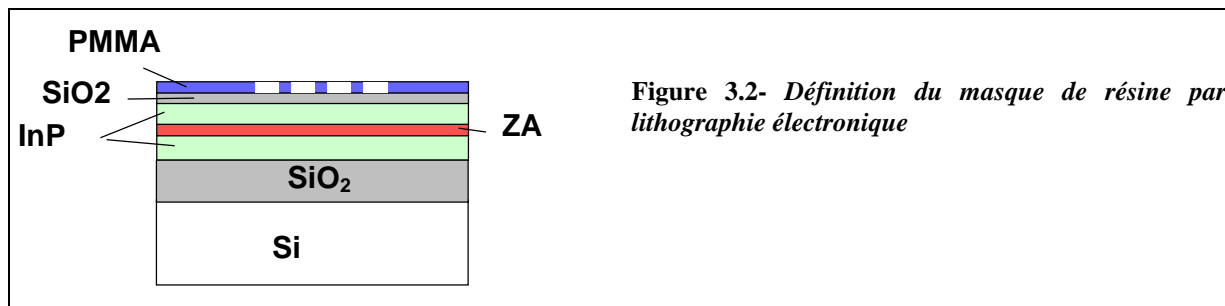 PMMA
SiO2
InP
ZA
SiO₂
Si
Figure 3.2- Définition du masque de résine par
lithographie électronique